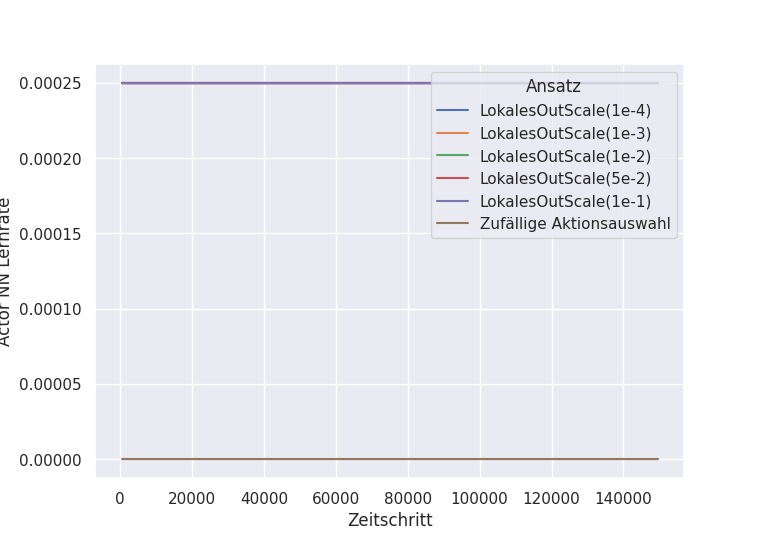 0.00025
0.00020
0.00015
0.00010
0.00005
0.00000
Actor NN Lernrate
Ansatz
LokalesOutScale(1e-4)
LokalesOutScale(1e-3)
LokalesOutScale(1e-2)
LokalesOutScale(5e-2)
LokalesOutScale(1e-1)
Zufällige Aktionsauswahl
0 20000 40000 60000 80000 100000 120000 140000
Zeitschritt